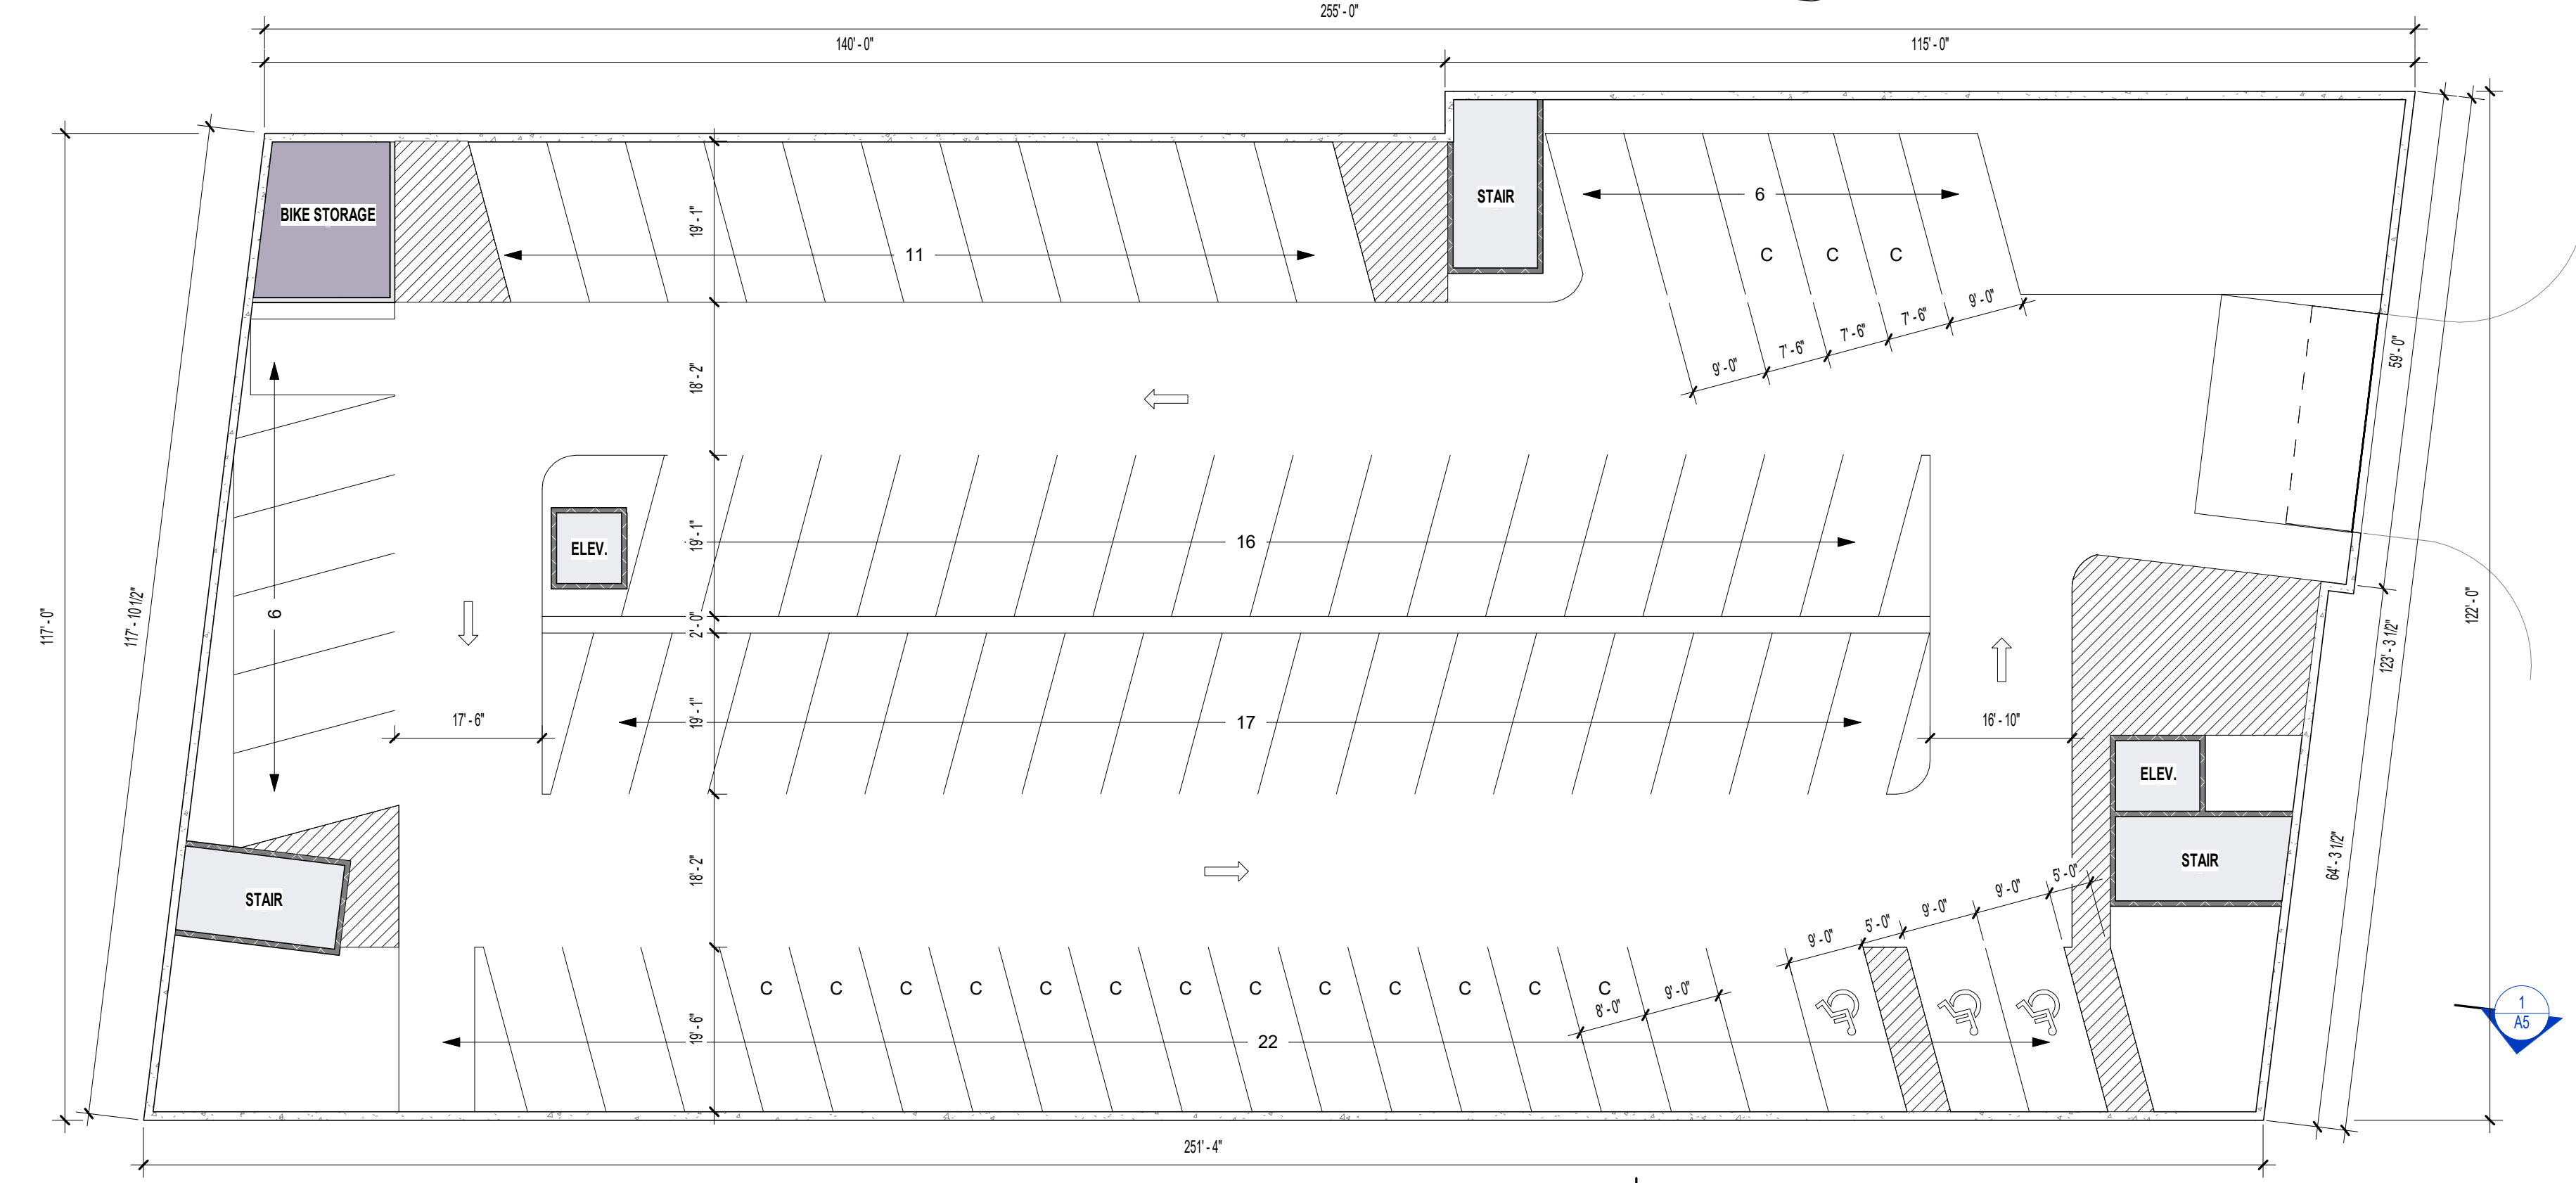 255' - 0"
140' - 0"
115' - 0"
BIKE STORAGE
STAIR
6
19' - 1"
11
C
C
C
9' - 0"
7' - 6"
7' - 6"
7' - 6"
9' - 0"
18' - 2"
59' - 0"
ELEV.
19' - 1"
16
117' - 0"
117' - 10 1/2"
6
2' - 0"
122' - 0"
123' - 3 1/2"
17' - 6"
19' - 1"
17
16' - 10"
ELEV.
STAIR
64' - 3 1/2"
18' - 2"
STAIR
9' - 0"
5' - 0"
9' - 0"
9' - 0"
5' - 0"
C
C
C
C
C
C
C
C
C
C
C
C
C
8' - 0"
9' - 0"
19' - 6"
22
1
A5
251' - 4"